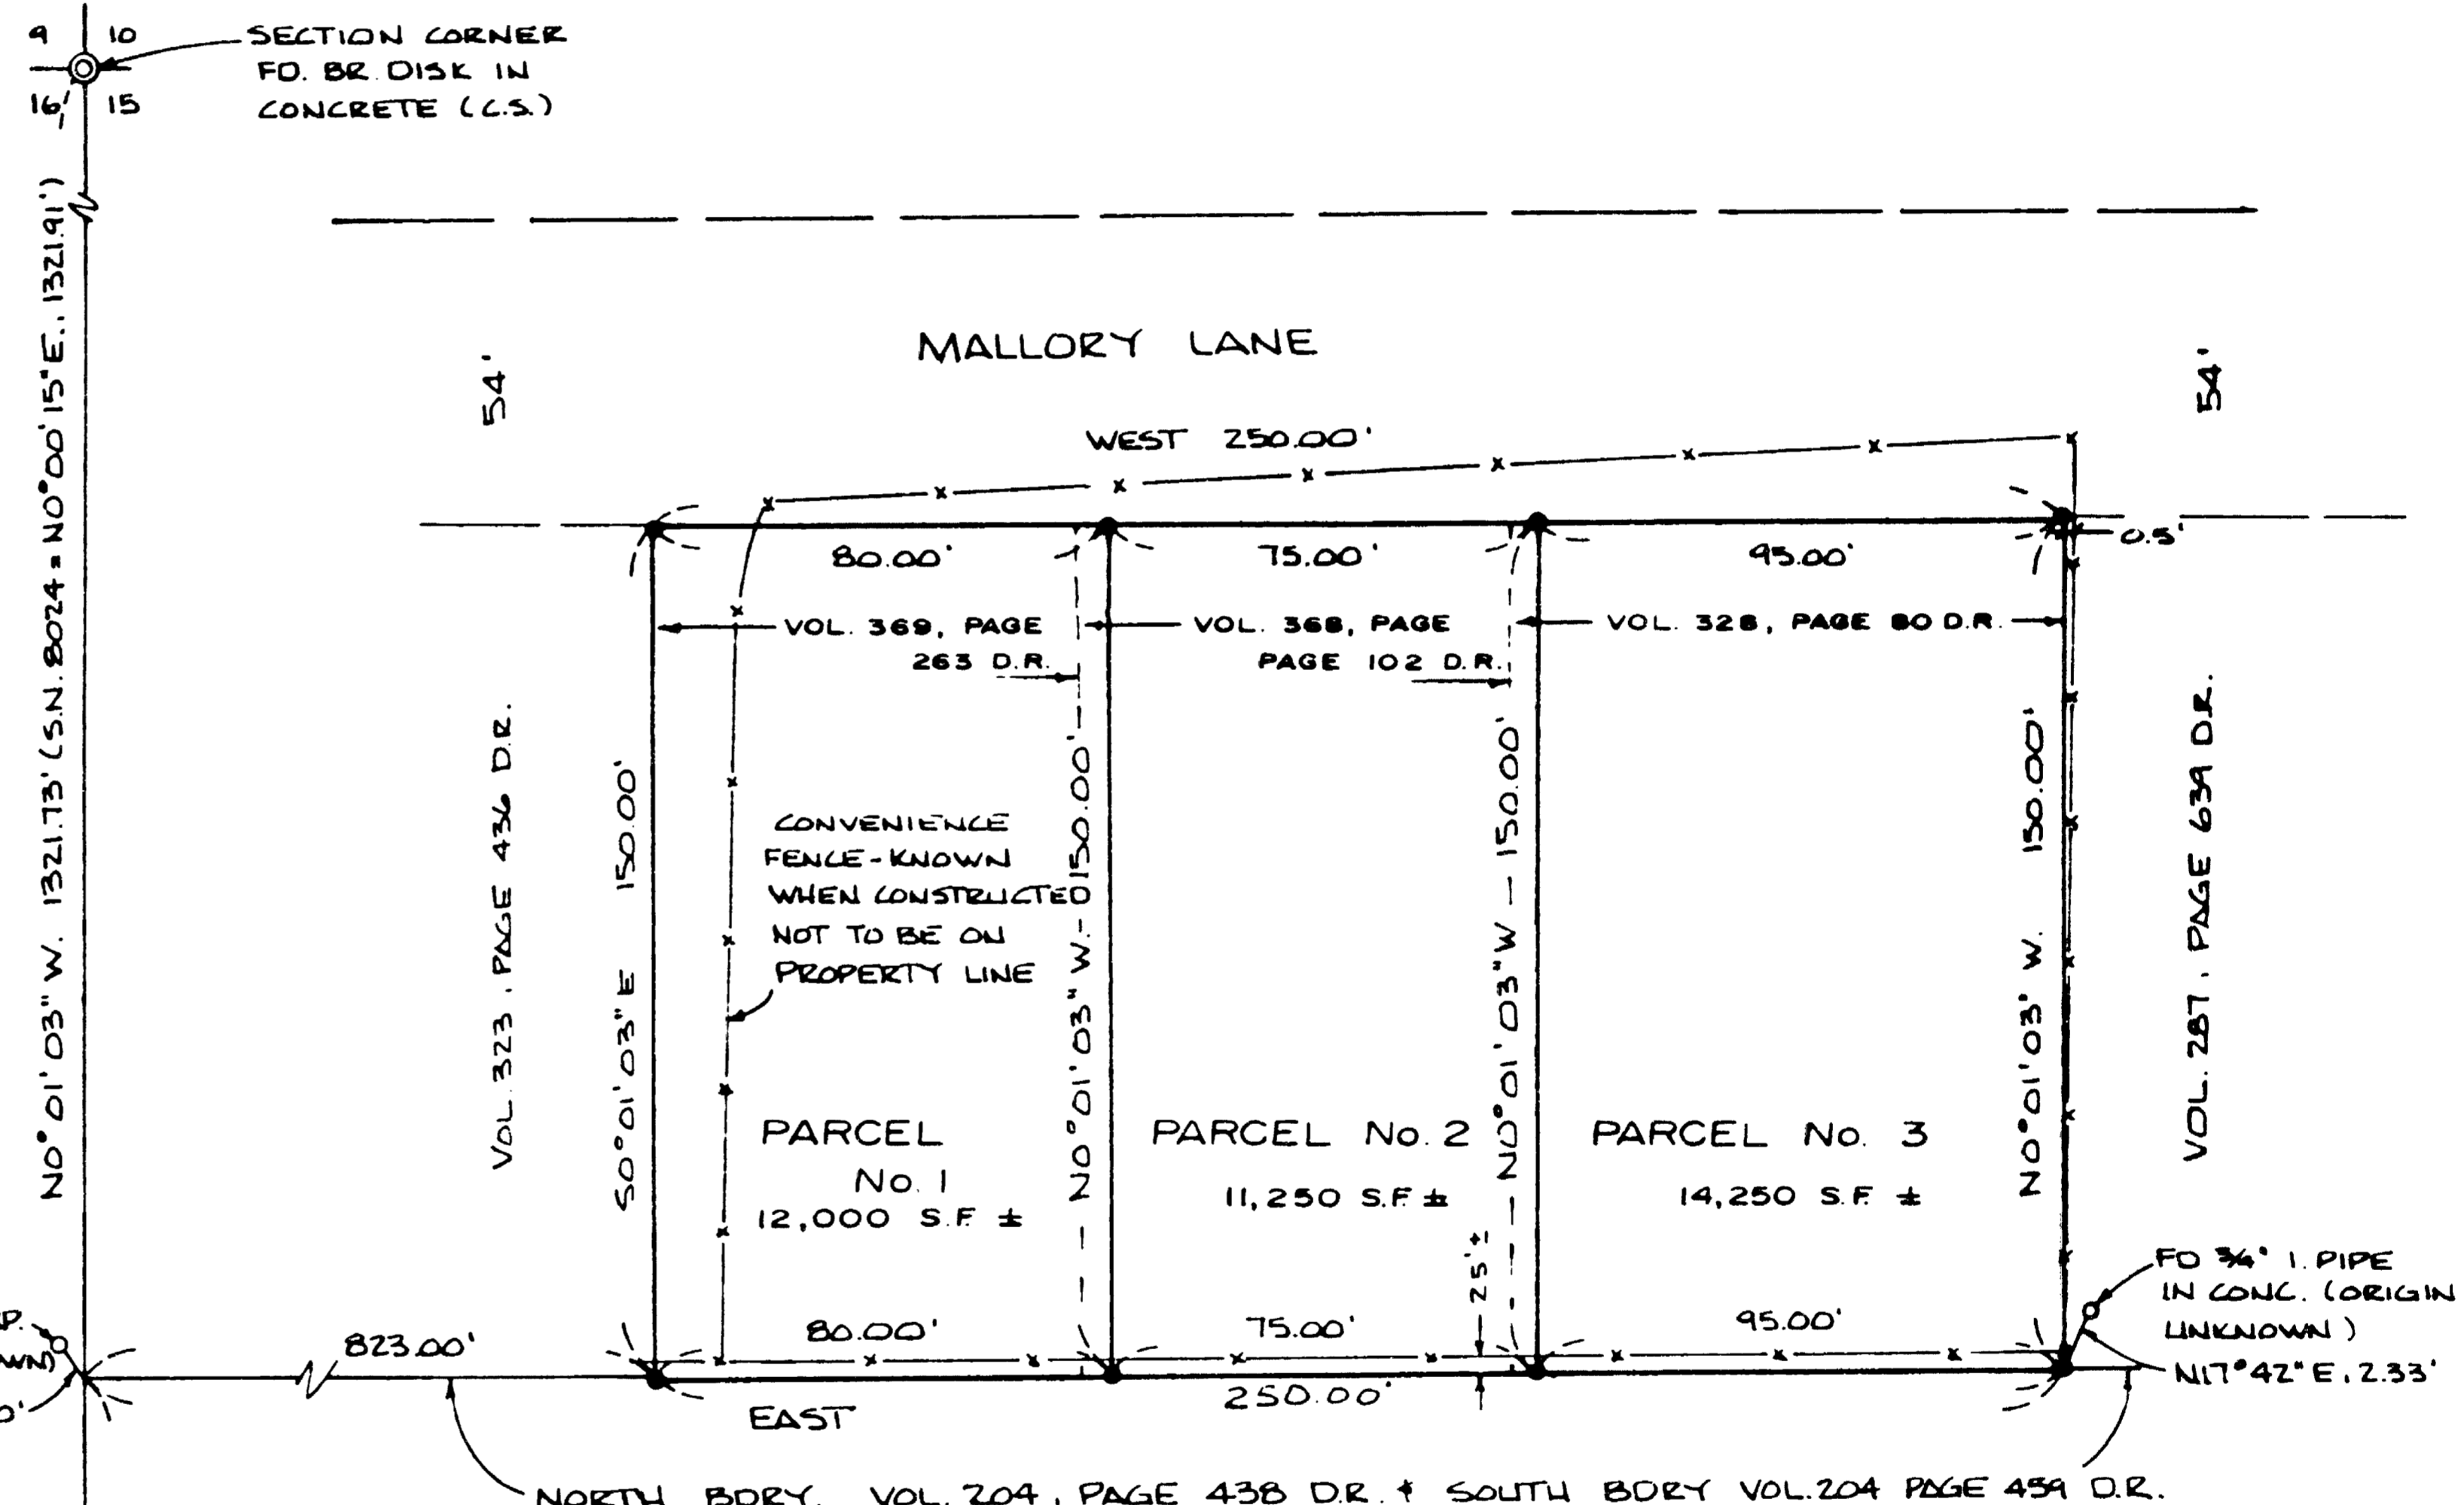 9 10
16 15
SECTION CORNER
FD. BR. DISK IN
CONCRETE (C.S.)
N0°01'03"W. 1321.73' (S.N. 8024 = N0°00'15"E., 1321.91')
MALLORY LANE
54'
54'
WEST 250.00'
80.00'
75.00'
95.00'
0.5'
VOL. 369, PAGE
263 D.R.
VOL. 368, PAGE
PAGE 102 D.R.
VOL. 328, PAGE 80 D.R.
VOL. 323, PAGE 436 D.R.
S0°01'03"E 150.00'
CONVENIENCE
FENCE-KNOWN
WHEN CONSTRUCTED
NOT TO BE ON
PROPERTY LINE
N0°01'03"W.-150.00'
N0°01'03"W-150.00'
N0°01'03' W. 150.00'
VOL. 287, PAGE 639 D.R.
PARCEL
No. 1
12,000 S.F. ±
PARCEL No. 2
11,250 S.F. ±
PARCEL No. 3
14,250 S.F. ±
25'±
FD 3/4" I. PIPE
IN CONC. (ORIGIN
UNKNOWN)
N17°42"E, 2.33'
823.00'
80.00'
75.00'
95.00'
EAST
250.00'
NORTH BDRY. VOL. 204, PAGE 438 D.R. & SOUTH BDRY VOL. 204 PAGE 459 D.R.